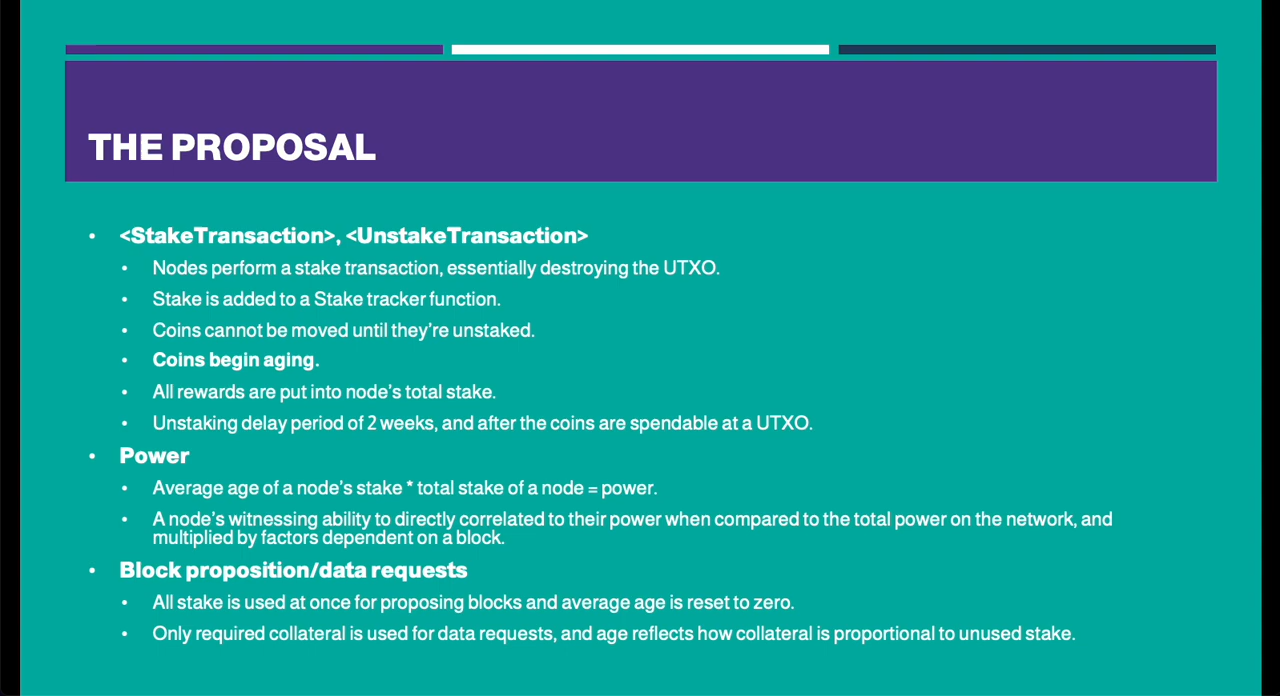 THE PROPOSAL
• <StakeTransaction>, <UnstakeTransaction>
• Nodes perform a stake transaction, essentially destroying the UTXO.
• Stake is added to a Stake tracker function.
• Coins cannot be moved until they’re unstaked.
• Coins begin aging.
• All rewards are put into node’s total stake.
• Unstaking delay period of 2 weeks, and after the coins are spendable at a UTXO.
• Power
• Average age of a node’s stake * total stake of a node = power.
• A node’s witnessing ability to directly correlated to their power when compared to the total power on the network, and
multiplied by factors dependent on a block.
• Block proposition/data requests
• All stake is used at once for proposing blocks and average age is reset to zero.
• Only required collateral is used for data requests, and age reflects how collateral is proportional to unused stake.